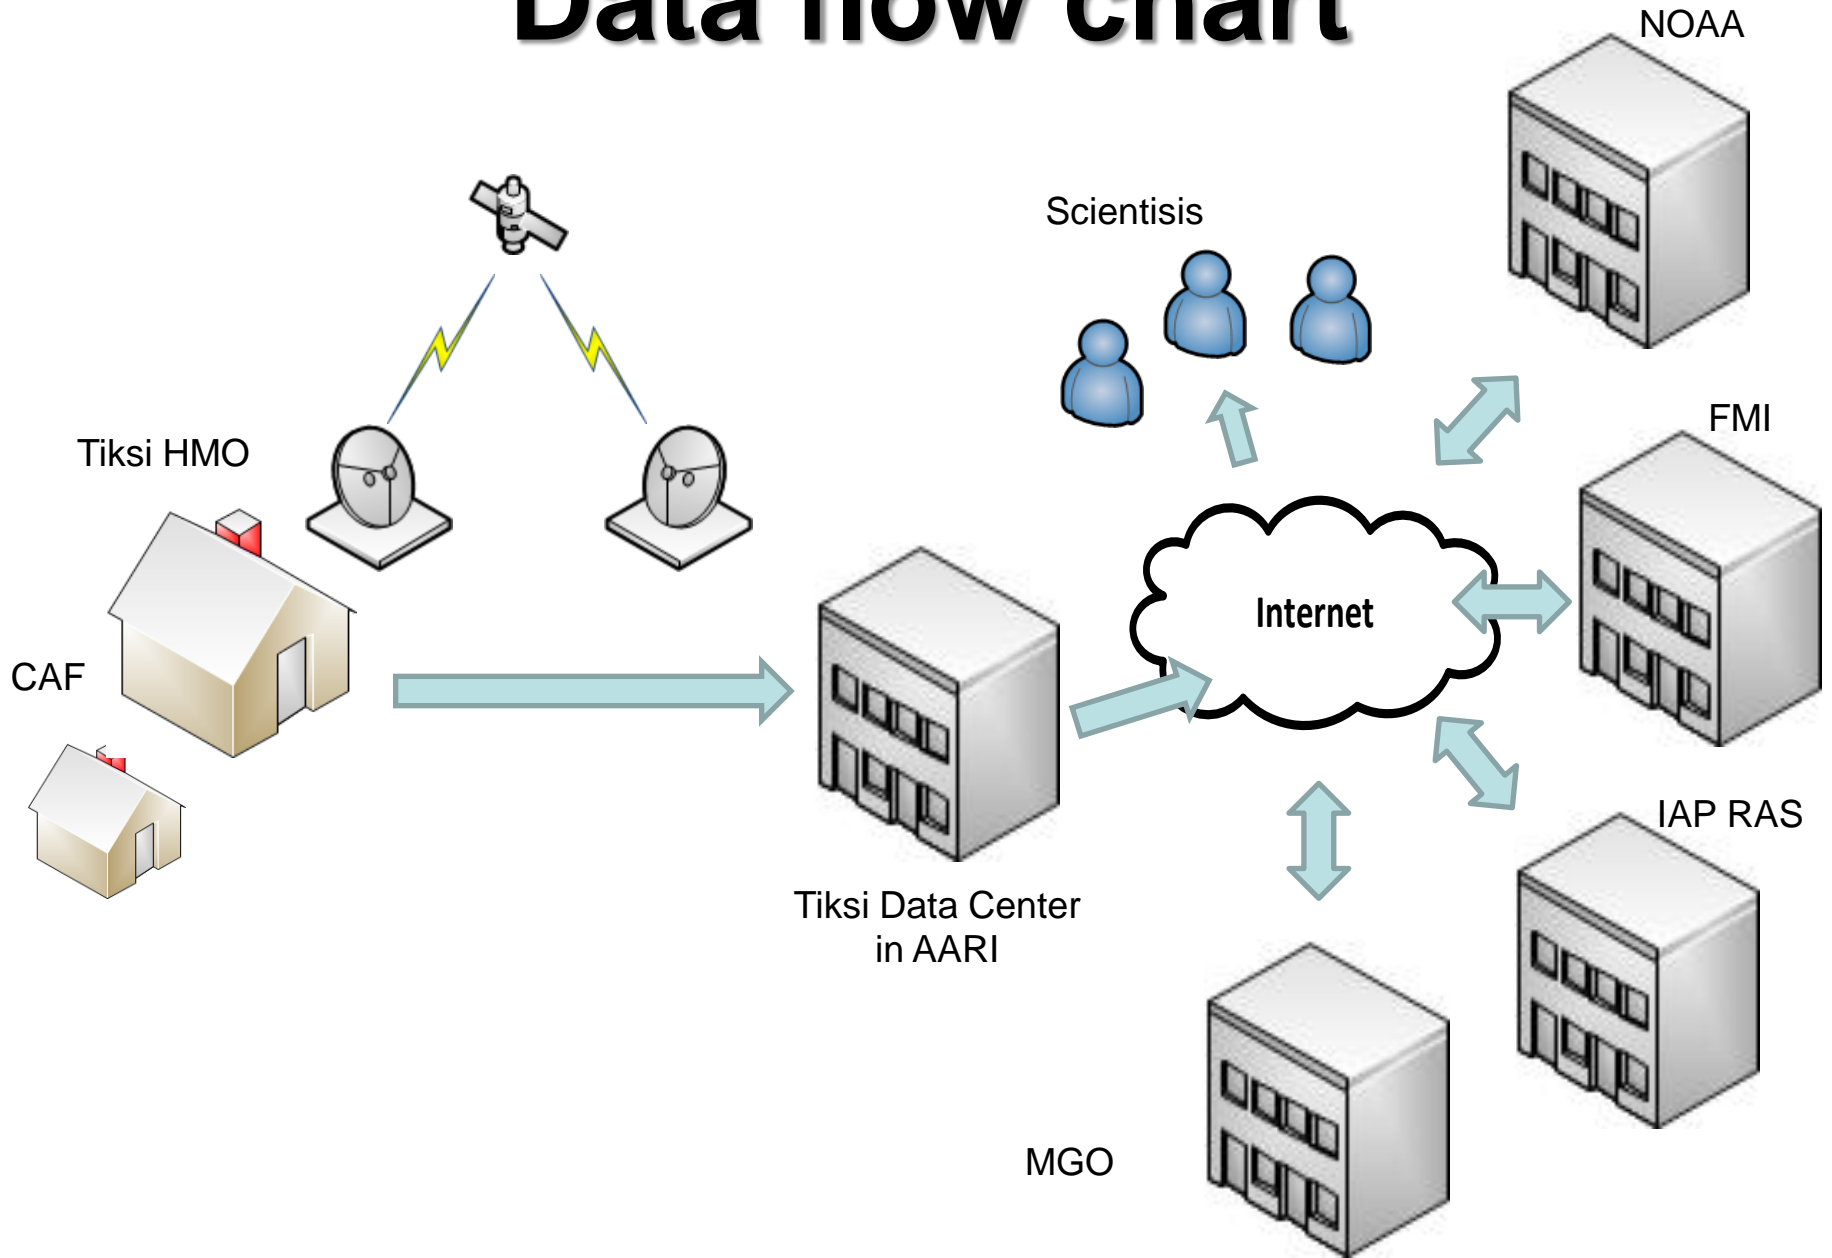 Data flow chart
NOAA
Scientisis
FMI
Tiksi HMO
Internet
CAF
IAP RAS
Tiksi Data Center
in AARI
MGO